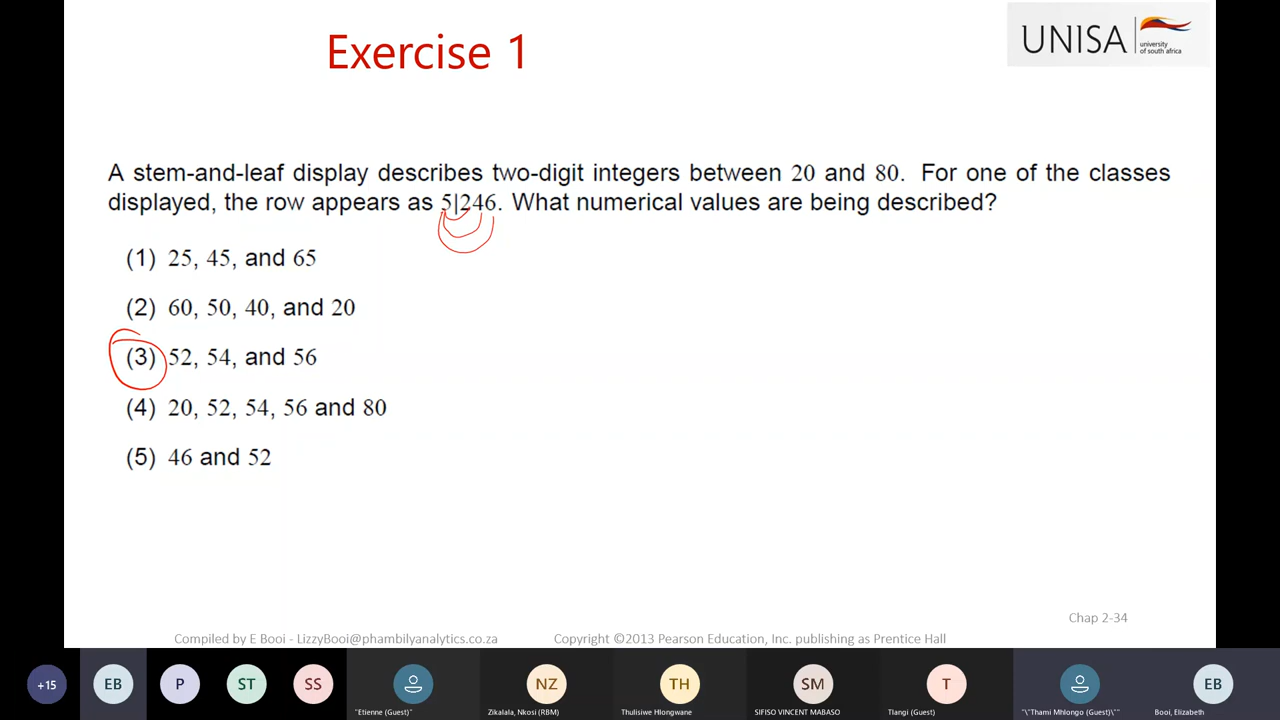 Exercise 1
UNISA
university
of south africa
A stem-and-leaf display describes two-digit integers between 20 and 80. For one of the classes
displayed, the row appears as 5|246. What numerical values are being described?
(1) 25, 45, and 65
(2) 60, 50, 40, and 20
(3) 52, 54, and 56
(4) 20, 52, 54, 56 and 80
(5) 46 and 52
Chap 2-34
Compiled by E Booi - LizzyBooi@phambilyanalytics.co.za
Copyright ©2013 Pearson Education, Inc. publishing as Prentice Hall
+15
EB
P
ST
SS
NZ
TH
SM
T
EB
"Etienne (Guest)"
Zikalala, Nkosi (RBM)
Thulisiwe Hlongwane
SIFISO VINCENT MABASO
Tlangi (Guest)
"\"Thami Mhlongo (Guest)\""
Booi, Elizabeth